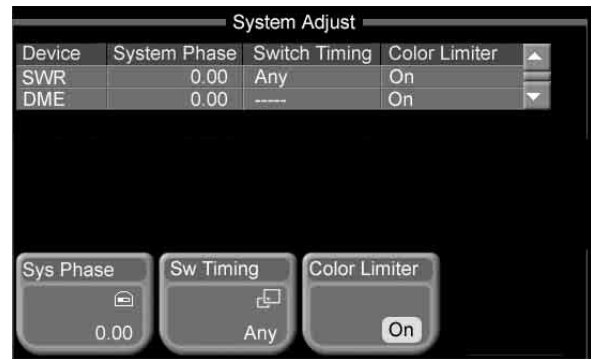 System Adjust
Device System Phase Switch Timing Color Limiter
SWR 0.00 Any On
DME 0.00 ----- On
Sys Phase Sw Timing Color Limiter
0.00 Any On